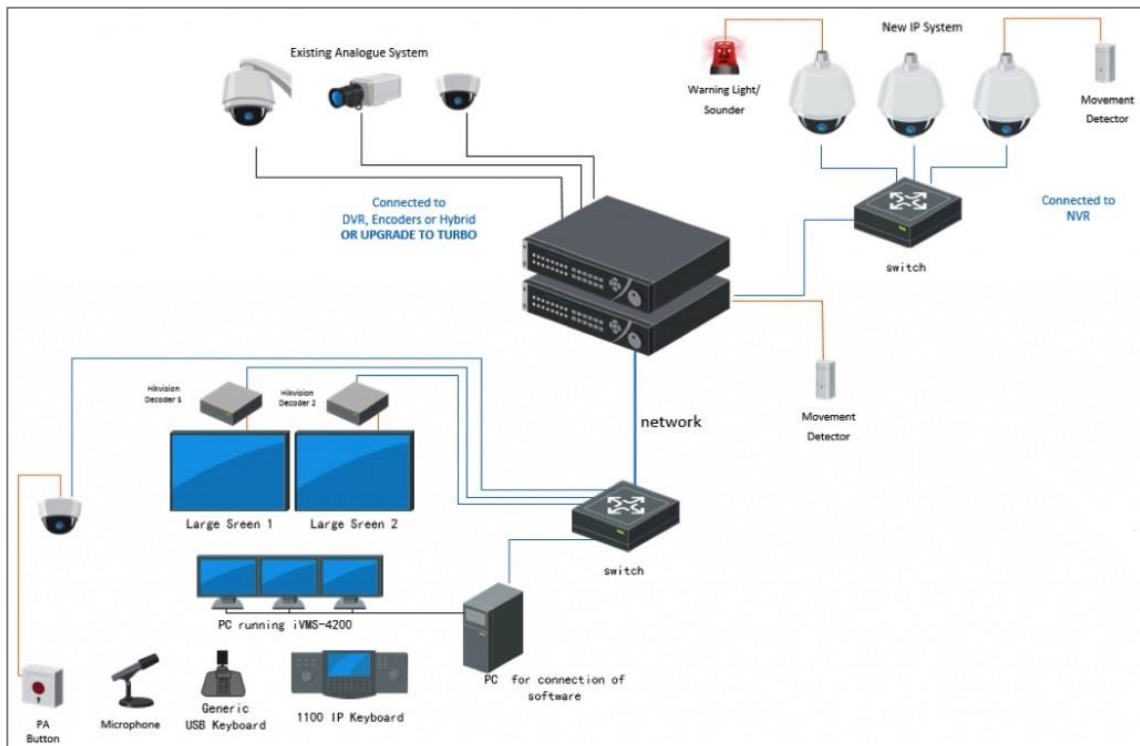 Existing Analogue System
New IP System
Warning Light/
Sounder
Movement
Detector
Connected to
DVR, Encoders or Hybrid
OR UPGRADE TO TURBO
Connected to
NVR
switch
Hikvision
Decoder 1
Hikvision
Decoder 2
network
Movement
Detector
Large Sreen 1
Large Sreen 2
switch
PC running iVMS-4200
PC for connection of
software
PA
Button
Microphone
Generic
USB Keyboard
1100 IP Keyboard